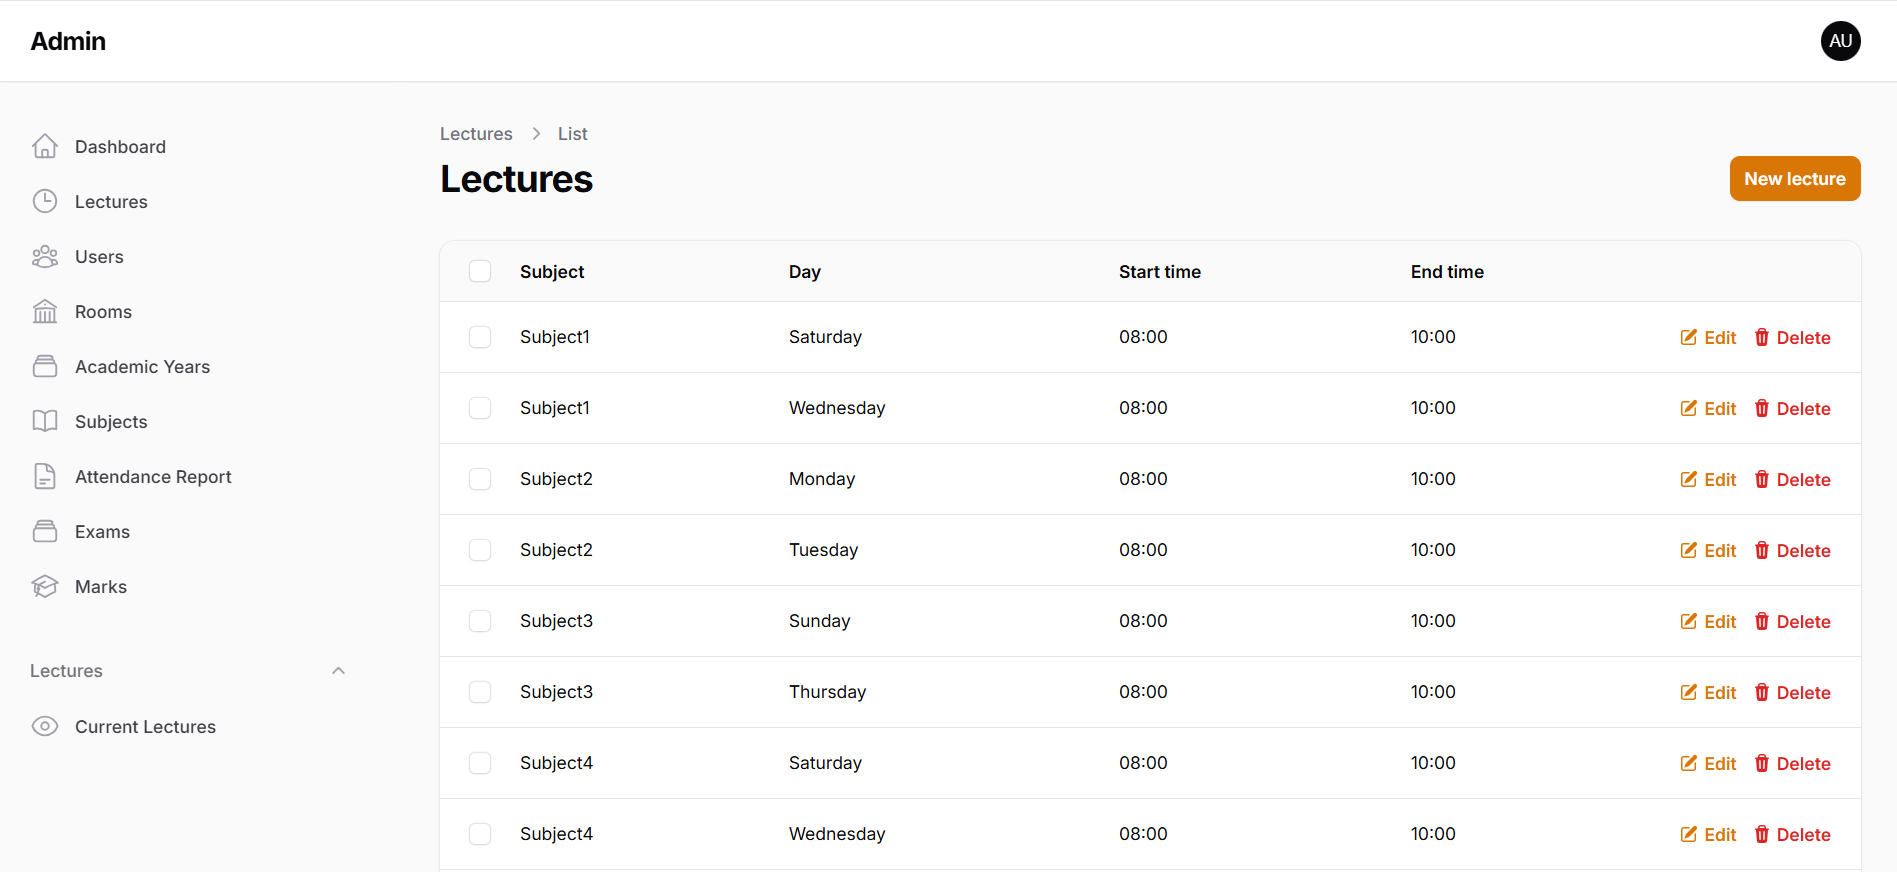 Admin
AU
Dashboard
Lectures
Users
Rooms
Academic Years
Subjects
Attendance Report
Exams
Marks
Lectures
Current Lectures
Lectures > List
Lectures
New lecture
Subject Day Start time End time
Subject1 Saturday 08:00 10:00 Edit Delete
Subject1 Wednesday 08:00 10:00 Edit Delete
Subject2 Monday 08:00 10:00 Edit Delete
Subject2 Tuesday 08:00 10:00 Edit Delete
Subject3 Sunday 08:00 10:00 Edit Delete
Subject3 Thursday 08:00 10:00 Edit Delete
Subject4 Saturday 08:00 10:00 Edit Delete
Subject4 Wednesday 08:00 10:00 Edit Delete